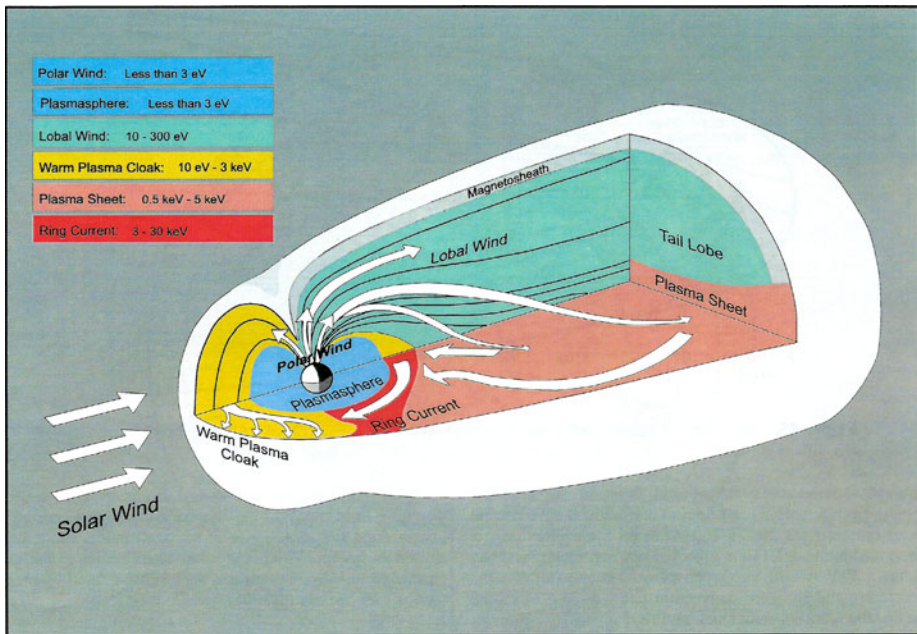 Polar Wind: Less than 3 eV
Plasmasphere: Less than 3 eV
Lobal Wind: 10 - 300 eV
Warm Plasma Cloak: 10 eV - 3 keV
Plasma Sheet: 0.5 keV - 5 keV
Ring Current: 3 - 30 keV
Magnetosheath
Lobal Wind
Tail Lobe
Plasma Sheet
Polar Wind
Plasmasphere
Ring Current
Warm Plasma
Cloak
Solar Wind